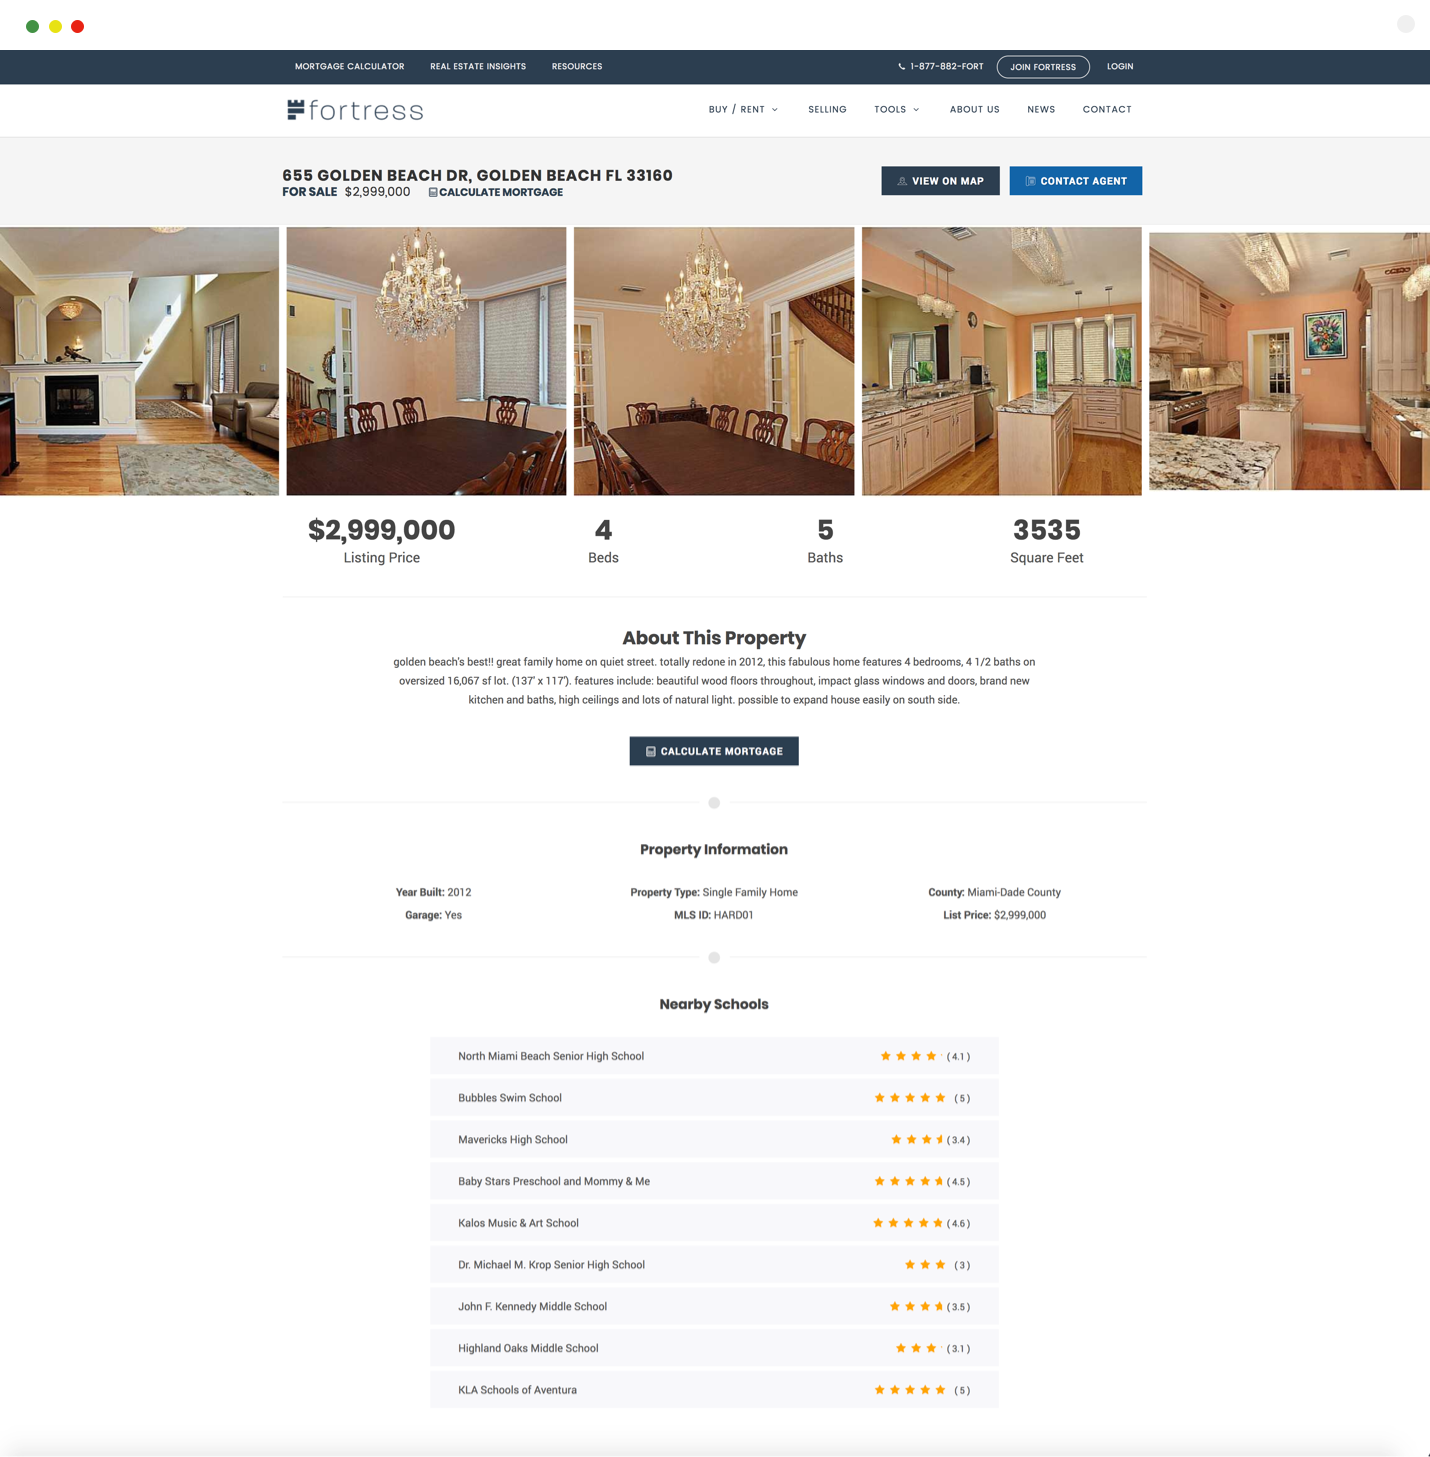 MORTGAGE CALCULATOR REAL ESTATE INSIGHTS RESOURCES 1-877-882-FORT JOIN FORTRESS LOGIN
fortress BUY / RENT SELLING TOOLS ABOUT US NEWS CONTACT
655 GOLDEN BEACH DR, GOLDEN BEACH FL 33160
FOR SALE $2,999,000 CALCULATE MORTGAGE
VIEW ON MAP CONTACT AGENT
$2,999,000 4 5 3535
Listing Price Beds Baths Square Feet
About This Property
golden beach's best!! great family home on quiet street. totally redone in 2012, this fabulous home features 4 bedrooms, 4 1/2 baths on
oversized 16,067 sf lot. (137' x 117'). features include: beautiful wood floors throughout, impact glass windows and doors, brand new
kitchen and baths, high ceilings and lots of natural light. possible to expand house easily on south side.
CALCULATE MORTGAGE
Property Information
Year Built: 2012 Property Type: Single Family Home County: Miami-Dade County
Garage: Yes MLS ID: HARD01 List Price: $2,999,000
Nearby Schools
North Miami Beach Senior High School ( 4.1 )
Bubbles Swim School ( 5 )
Mavericks High School ( 3.4 )
Baby Stars Preschool and Mommy & Me ( 4.5 )
Kalos Music & Art School ( 4.6 )
Dr. Michael M. Krop Senior High School ( 3 )
John F. Kennedy Middle School ( 3.5 )
Highland Oaks Middle School ( 3.1 )
KLA Schools of Aventura ( 5 )